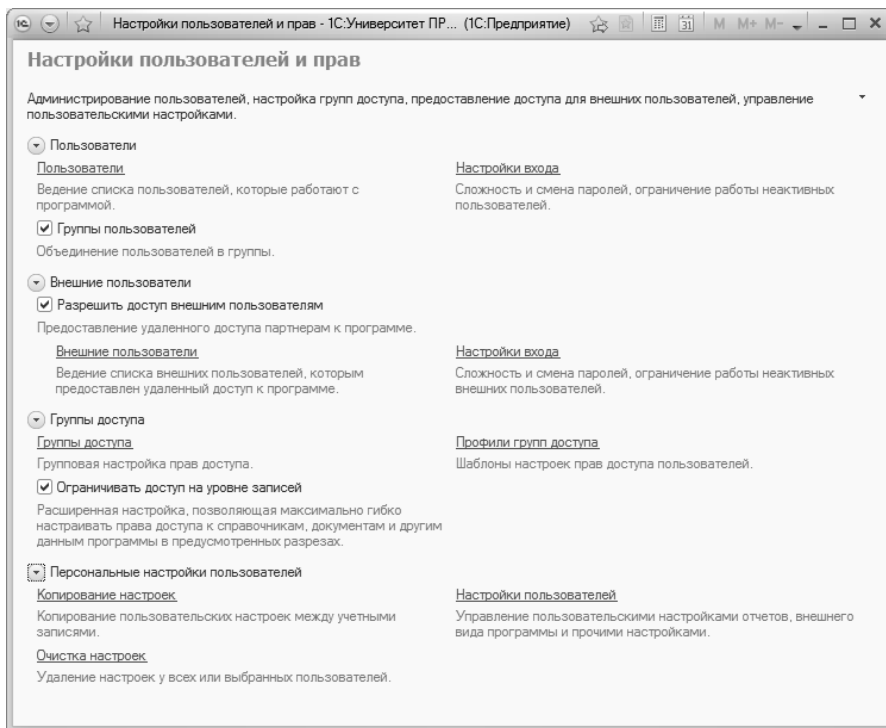 Настройки пользователей и прав - 1С:Университет ПР... (1С:Предприятие) 31 M M+ M-
Настройки пользователей и прав
Администрирование пользователей, настройка групп доступа, предоставление доступа для внешних пользователей, управление
пользовательскими настройками.
Пользователи
Пользователи Настройки входа
Ведение списка пользователей, которые работают с Сложность и смена паролей, ограничение работы неактивных
программой. пользователей.
Группы пользователей
Объединение пользователей в группы.
Внешние пользователи
Разрешить доступ внешним пользователям
Предоставление удаленного доступа партнерам к программе.
Внешние пользователи Настройки входа
Ведение списка внешних пользователей, которым Сложность и смена паролей, ограничение работы неактивных
предоставлен удаленный доступ к программе. внешних пользователей.
Группы доступа
Группы доступа Профили групп доступа
Групповая настройка прав доступа. Шаблоны настроек прав доступа пользователей.
Ограничивать доступ на уровне записей
Расширенная настройка, позволяющая максимально гибко
настраивать права доступа к справочникам, документам и другим
данным программы в предусмотренных разрезах.
Персональные настройки пользователей
Копирование настроек Настройки пользователей
Копирование пользовательских настроек между учетными Управление пользовательскими настройками отчетов, внешнего
записями. вида программы и прочими настройками.
Очистка настроек
Удаление настроек у всех или выбранных пользователей.